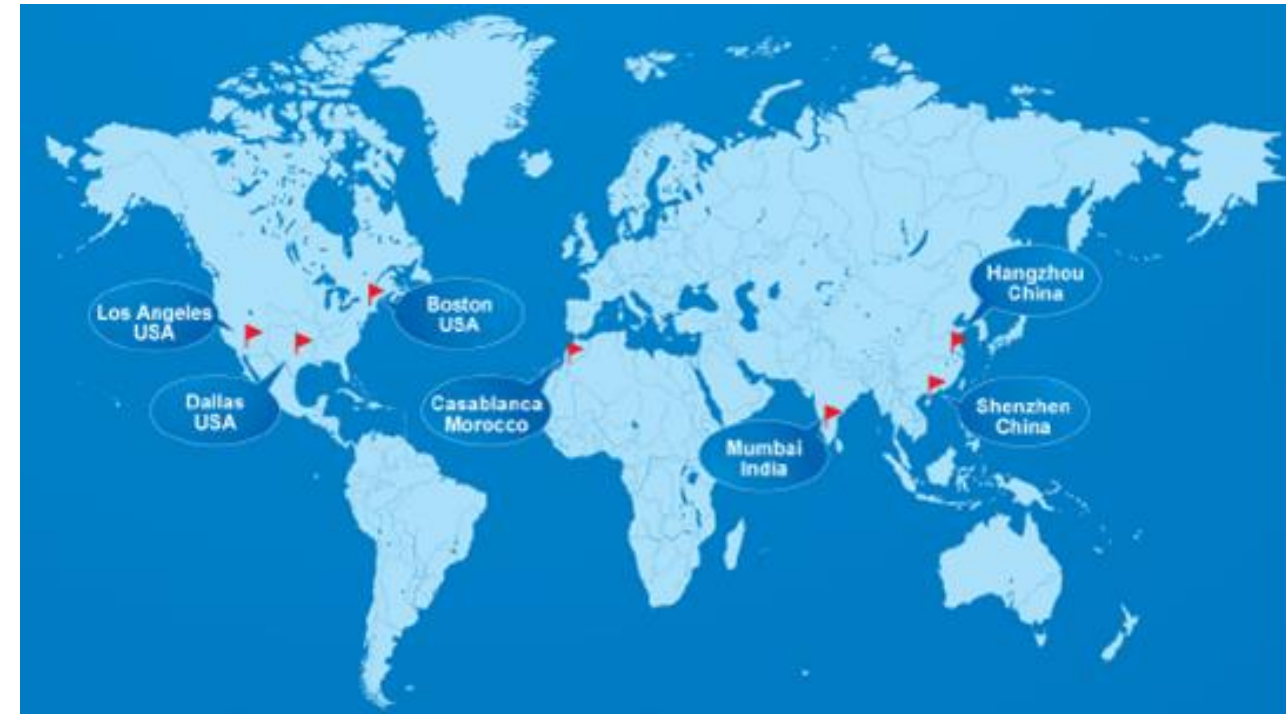 Hangzhou
China
Los Angeles
USA
Boston
USA
Dallas
USA
Casablanca
Morocco
Shenzhen
China
Mumbai
India